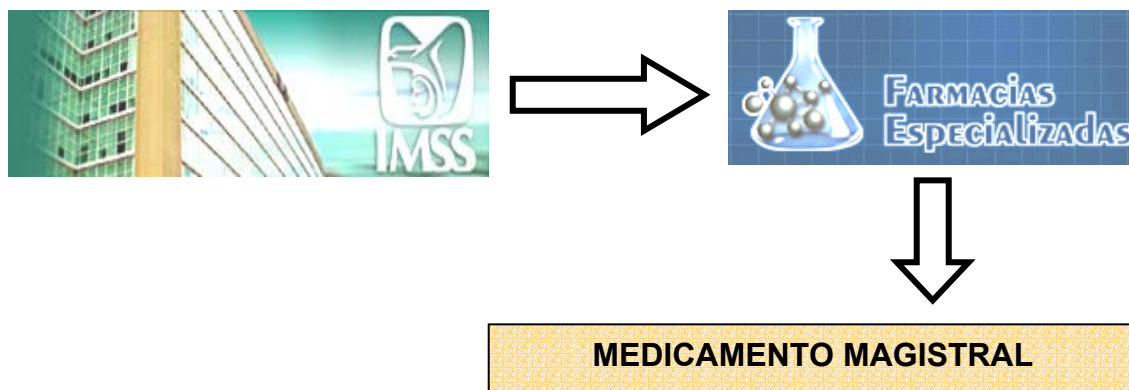 IMSS
FARMACIAS
ESPECIALIZADAS
MEDICAMENTO MAGISTRAL